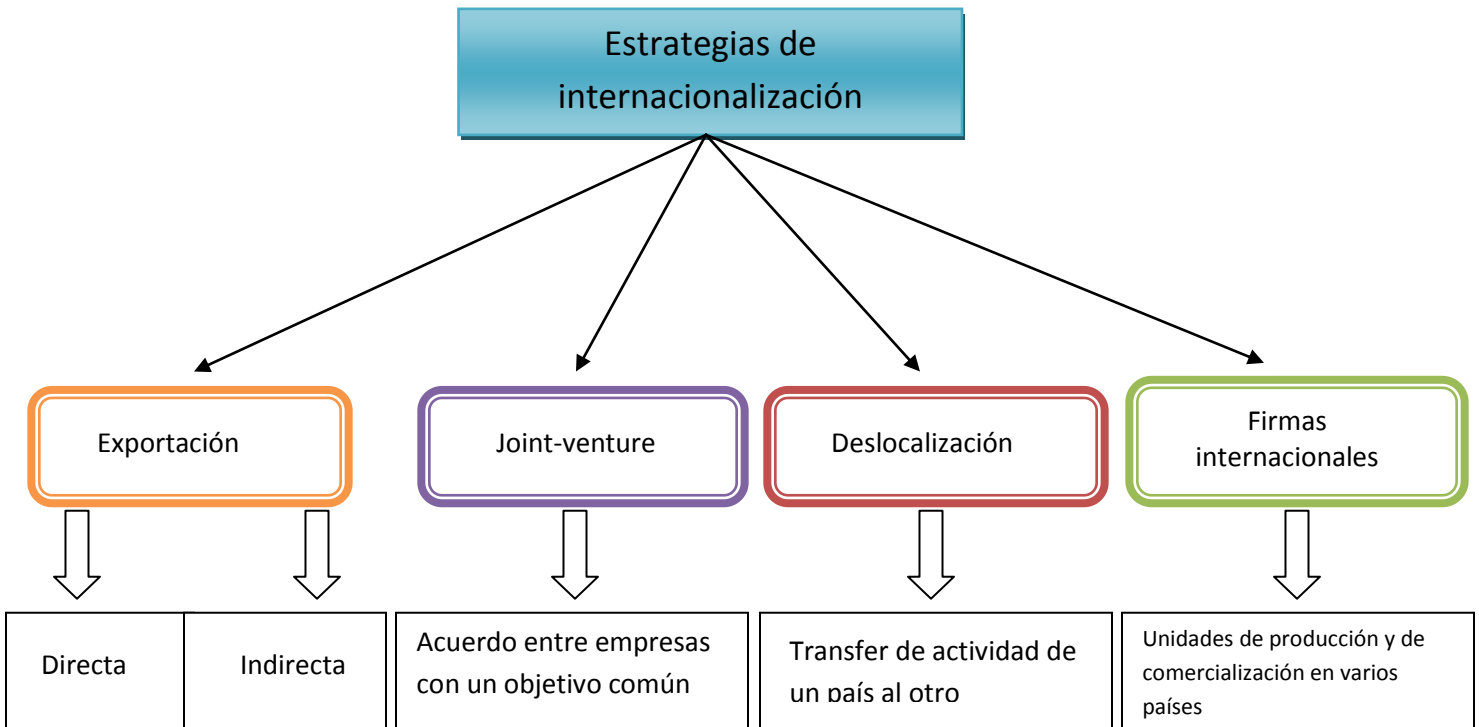 Estrategias de
internacionalización
Exportación
Joint-venture
Deslocalización
Firmas
internacionales
Directa
Indirecta
Acuerdo entre empresas
con un objetivo común
Transfer de actividad de
un país al otro
Unidades de producción y de
comercialización en varios
países